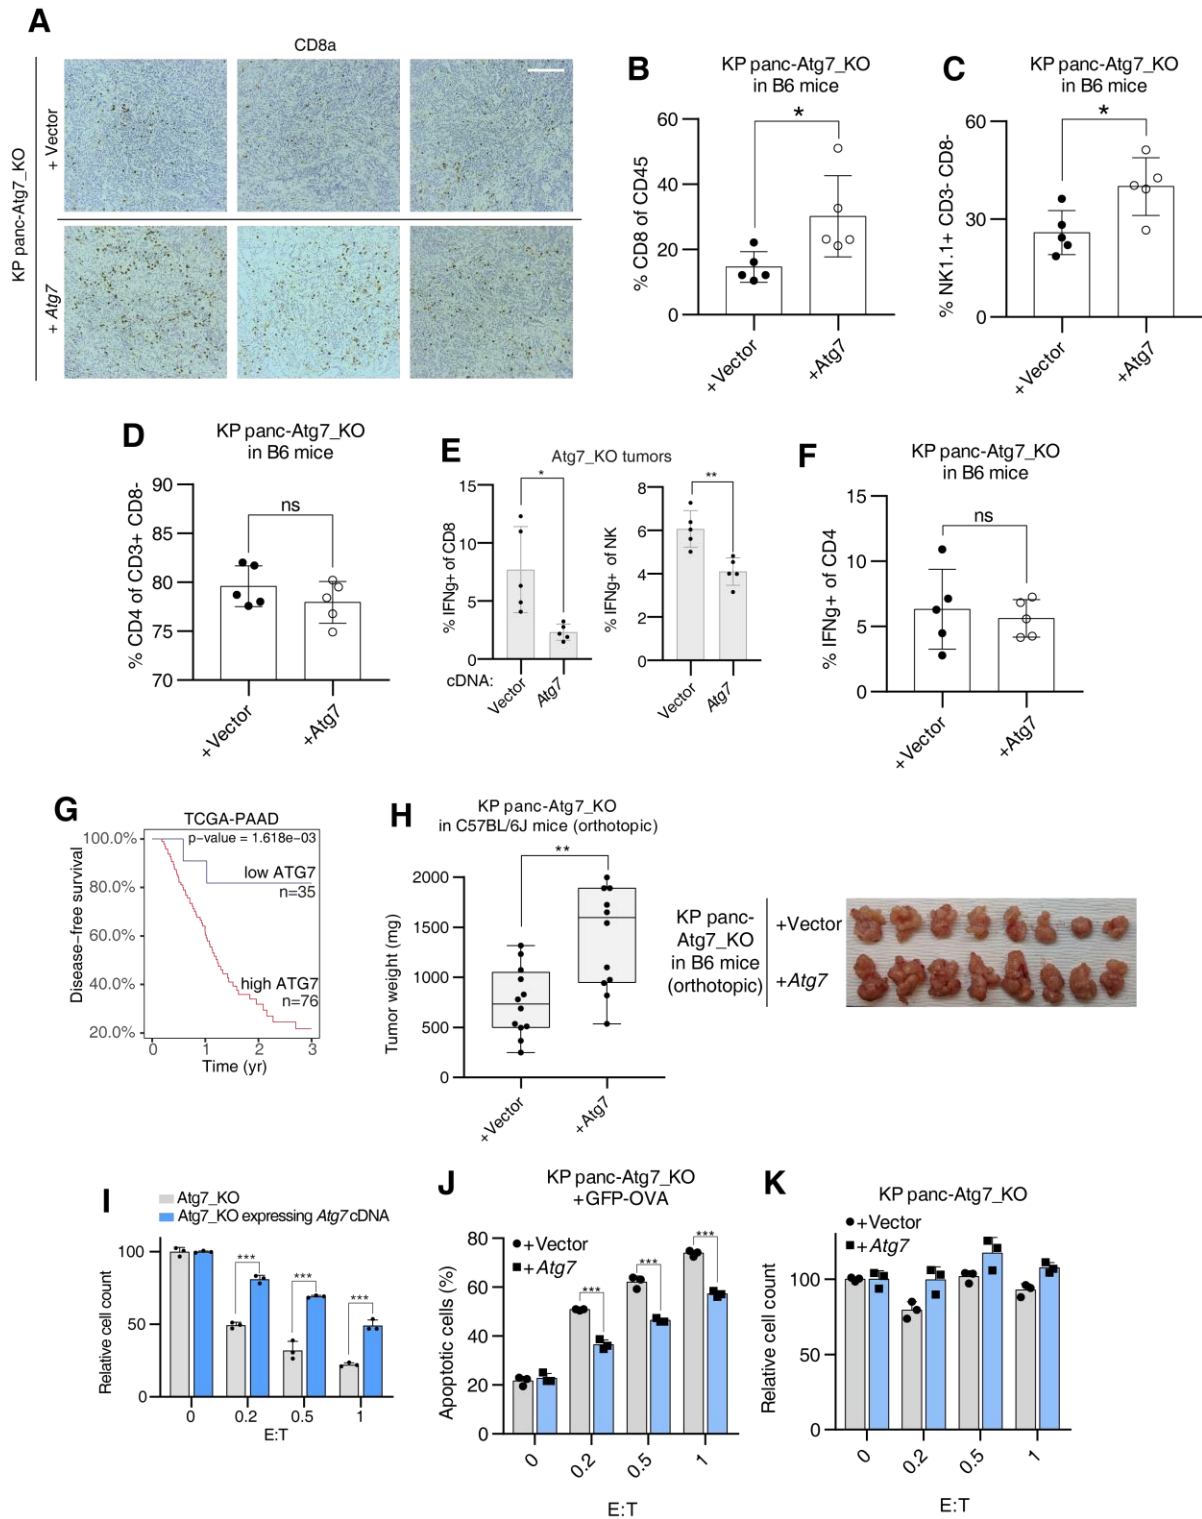 A
CD8a
KP panc-Atg7_KO
+ Vector
+ Atg7
B
KP panc-Atg7_KO
in B6 mice
*
% CD8 of CD45
60
40
20
0
+Vector
+Atg7
C
KP panc-Atg7_KO
in B6 mice
*
% NK1.1+ CD3- CD8-
60
30
0
+Vector
+Atg7
D
KP panc-Atg7_KO
in B6 mice
ns
% CD4 of CD3+ CD8-
90
85
80
75
70
+Vector
+Atg7
E
Atg7_KO tumors
*
% IFNg+ of CD8
15
10
5
0
cDNA:
Vector
Atg7
**
% IFNg+ of NK
8
6
4
2
0
Vector
Atg7
F
KP panc-Atg7_KO
in B6 mice
ns
% IFNg+ of CD4
15
10
5
0
+Vector
+Atg7
G
TCGA-PAAD
p-value = 1.618e-03
Disease-free survival
100.0%
80.0%
60.0%
40.0%
20.0%
low ATG7
n=35
high ATG7
n=76
0 1 2 3
Time (yr)
H
KP panc-Atg7_KO
in C57BL/6J mice (orthotopic)
**
Tumor weight (mg)
2000
1500
1000
500
0
+Vector
+Atg7
KP panc-
Atg7_KO
in B6 mice
(orthotopic)
+Vector
+Atg7
I
Atg7_KO
Atg7_KO expressing Atg7 cDNA
Relative cell count
100
50
0
*** *** ***
0 0.2 0.5 1
E:T
J
KP panc-Atg7_KO
+GFP-OVA
+Vector
+Atg7
Apoptotic cells (%)
80
60
40
20
0
*** *** ***
0 0.2 0.5 1
E:T
K
KP panc-Atg7_KO
+Vector
+Atg7
Relative cell count
100
50
0
0 0.2 0.5 1
E:T